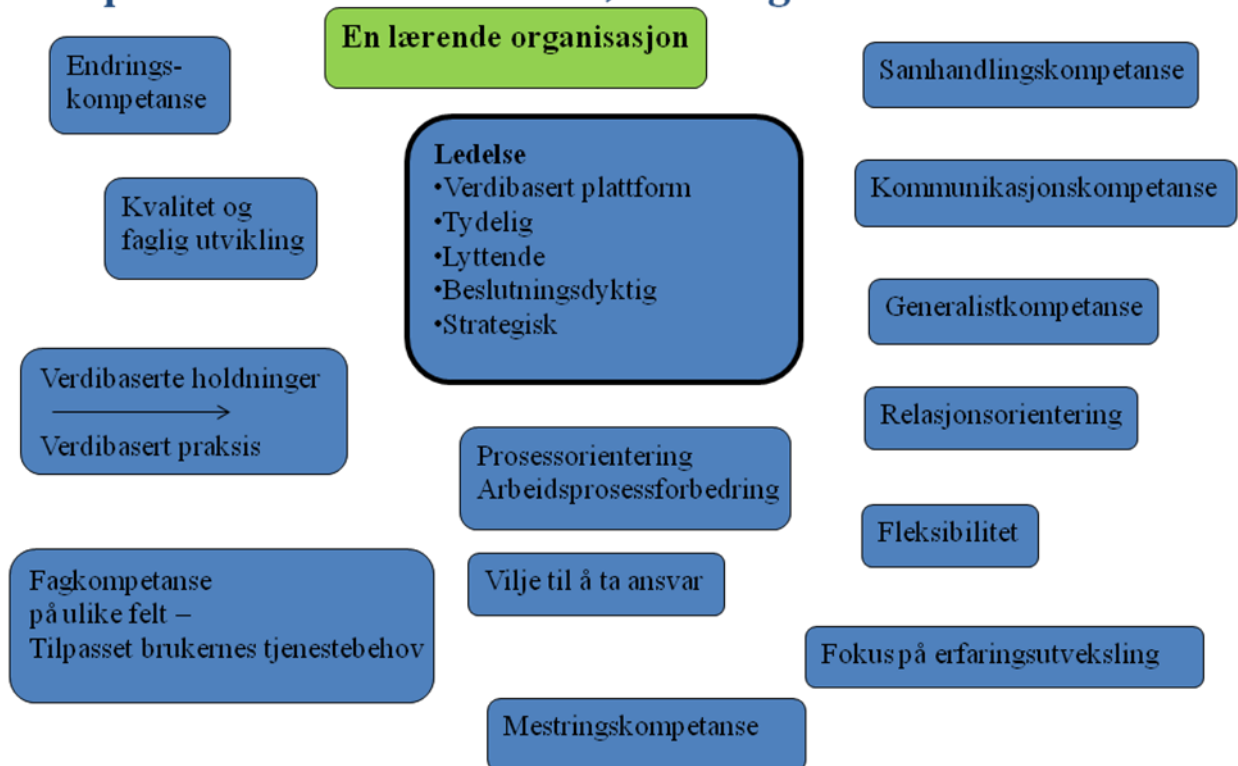 En lærende organisasjon
Endrings-
kompetanse
Kvalitet og
faglig utvikling
Verdibaserte holdninger
Verdibasert praksis
Fagkompetanse
på ulike felt –
Tilpasset brukernes tjenestebehov
Ledelse
•Verdibasert plattform
•Tydelig
•Lyttende
•Beslutningsdyktig
•Strategisk
Prosessorientering
Arbeidsprosessforbedring
Vilje til å ta ansvar
Mestringskompetanse
Samhandlingskompetanse
Kommunikasjonskompetanse
Generalistkompetanse
Relasjonsorientering
Fleksibilitet
Fokus på erfaringsutveksling